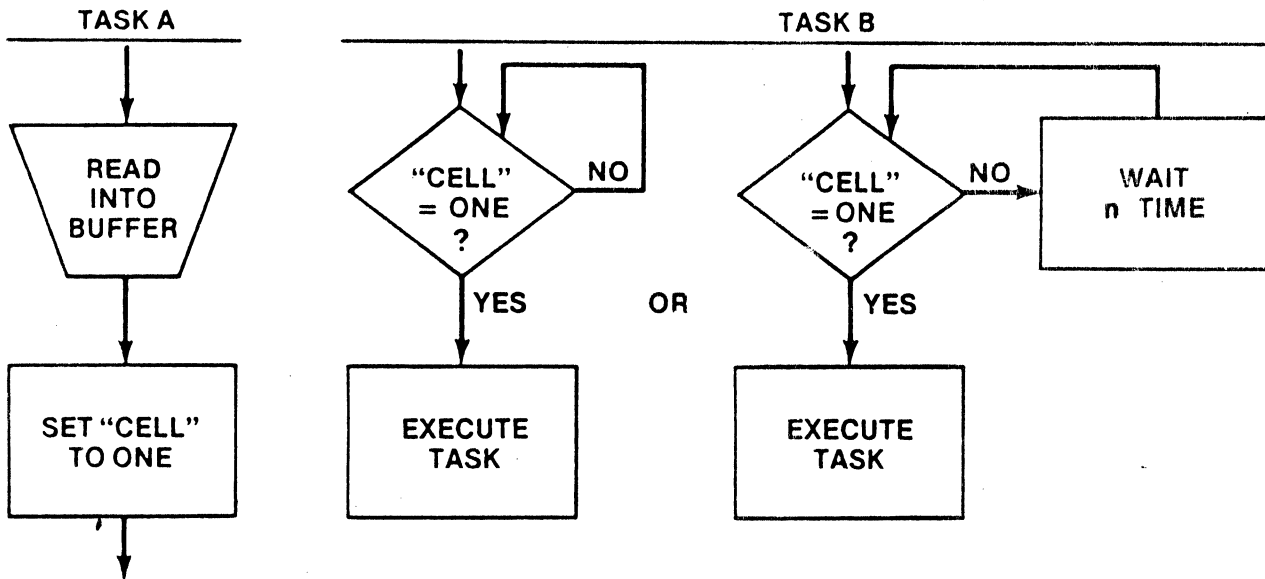 TASK A
READ
INTO
BUFFER
SET “CELL”
TO ONE
TASK B
“CELL”
= ONE
?
NO
YES
EXECUTE
TASK
OR
“CELL”
= ONE
?
NO
WAIT
n TIME
YES
EXECUTE
TASK